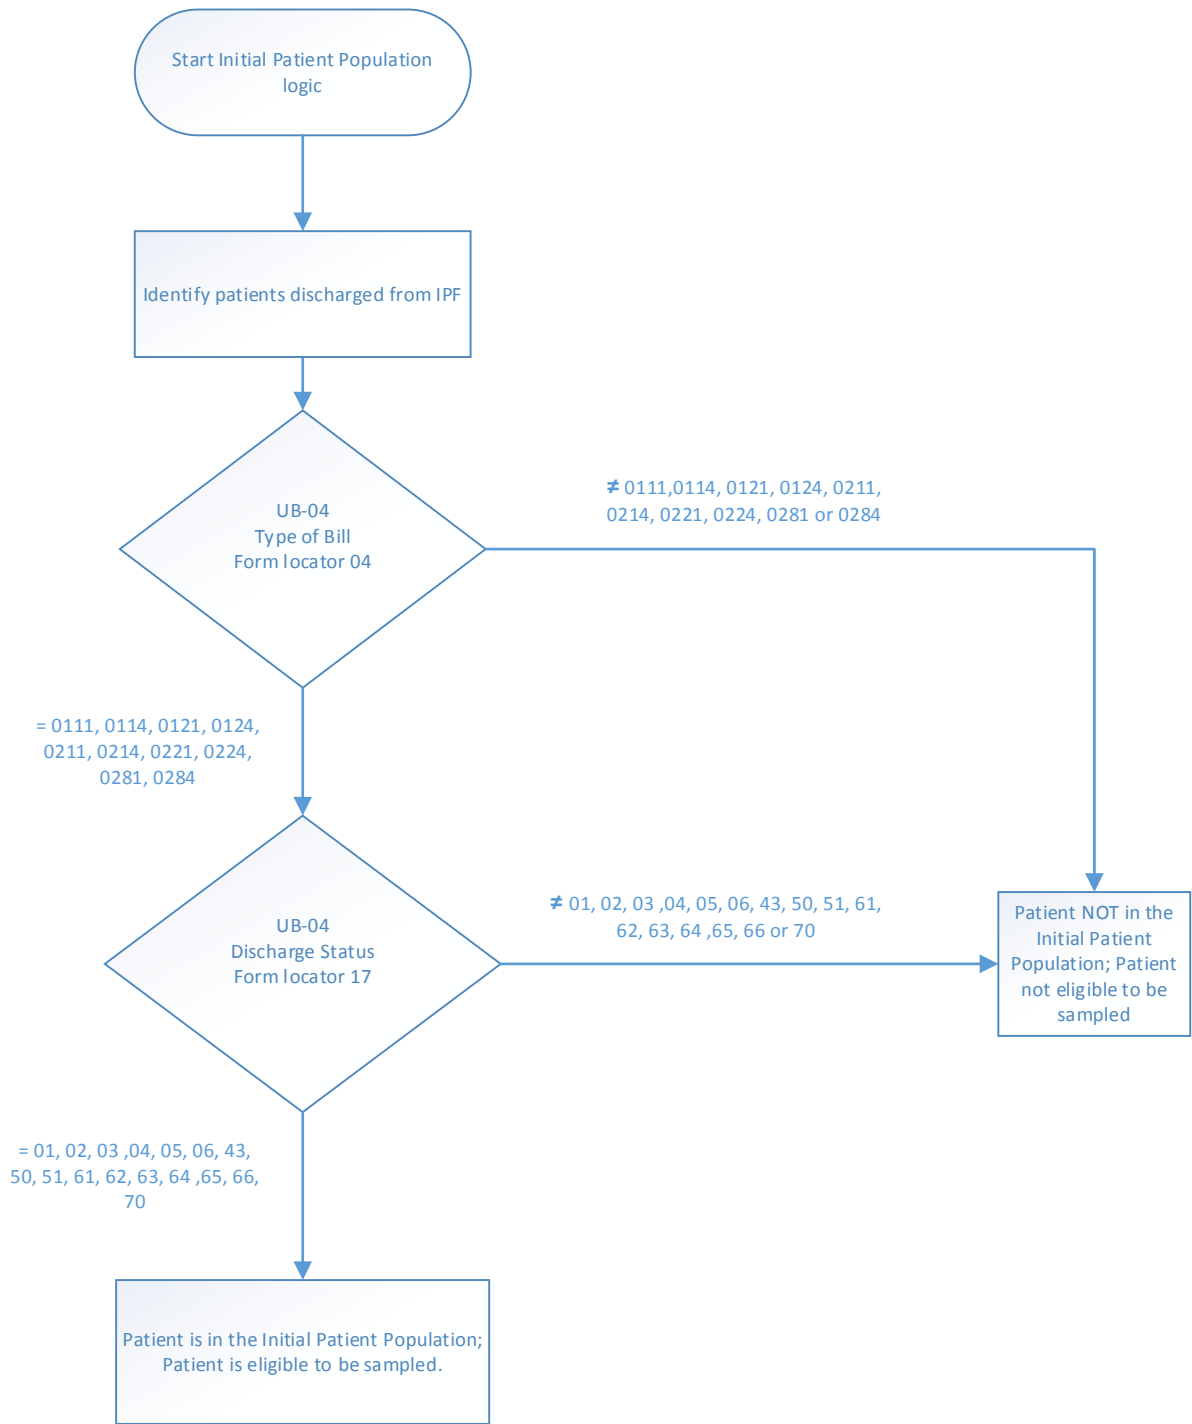 Start Initial Patient Population
logic
Identify patients discharged from IPF
UB-04
Type of Bill
Form locator 04
≠ 0111,0114, 0121, 0124, 0211,
0214, 0221, 0224, 0281 or 0284
= 0111, 0114, 0121, 0124,
0211, 0214, 0221, 0224,
0281, 0284
UB-04
Discharge Status
Form locator 17
≠ 01, 02, 03 ,04, 05, 06, 43, 50, 51, 61,
62, 63, 64 ,65, 66 or 70
Patient NOT in the
Initial Patient
Population; Patient
not eligible to be
sampled
= 01, 02, 03 ,04, 05, 06, 43,
50, 51, 61, 62, 63, 64 ,65, 66,
70
Patient is in the Initial Patient Population;
Patient is eligible to be sampled.